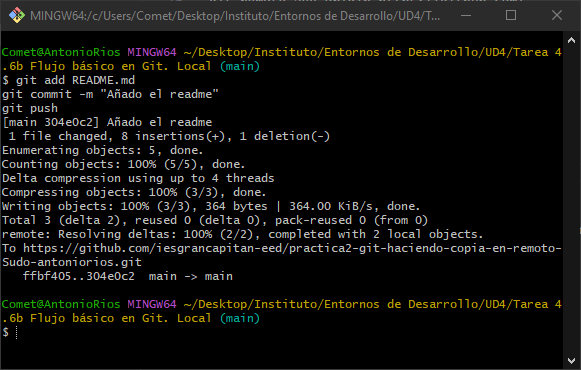 MINGW64:/c/Users/Comet/Desktop/Instituto/Entornos de Desarrollo/UD4/T...
Comet@AntonioRios MINGW64 ~/Desktop/Instituto/Entornos de Desarrollo/UD4/Tarea 4
.6b Flujo básico en Git. Local (main)
$ git add README.md
git commit -m "Añado el readme"
git push
[main 304e0c2] Añado el readme
 1 file changed, 8 insertions(+), 1 deletion(-)
Enumerating objects: 5, done.
Counting objects: 100% (5/5), done.
Delta compression using up to 4 threads
Compressing objects: 100% (3/3), done.
Writing objects: 100% (3/3), 364 bytes | 364.00 KiB/s, done.
Total 3 (delta 2), reused 0 (delta 0), pack-reused 0 (from 0)
remote: Resolving deltas: 100% (2/2), completed with 2 local objects.
To https://github.com/iesgrancapitan-eed/practica2-git-haciendo-copia-en-remoto-
Sudo-antoniorios.git
   ffbf405..304e0c2  main -> main
Comet@AntonioRios MINGW64 ~/Desktop/Instituto/Entornos de Desarrollo/UD4/Tarea 4
.6b Flujo básico en Git. Local (main)
$